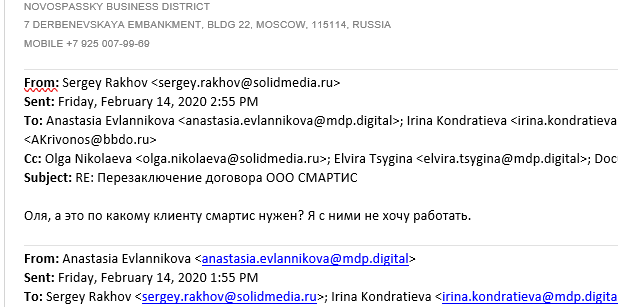 NOVOSPASSKY BUSINESS DISTRICT
7 DERBENEVSKAYA EMBANKMENT, BLDG 22, MOSCOW, 115114, RUSSIA
MOBILE +7 925 007-99-69
From: Sergey Rakhov <sergey.rakhov@solidmedia.ru>
Sent: Friday, February 14, 2020 2:55 PM
To: Anastasia Evlannikova <anastasia.evlannikova@mdp.digital>; Irina Kondratieva <irina.kondratieva
<AKrivonos@bbdo.ru>
Cc: Olga Nikolaeva <olga.nikolaeva@solidmedia.ru>; Elvira Tsygina <elvira.tsygina@mdp.digital>; Doc
Subject: RE: Перезаключение договора ООО СМАРТИС
Оля, а это по какому клиенту смартис нужен? Я с ними не хочу работать.
From: Anastasia Evlannikova <anastasia.evlannikova@mdp.digital>
Sent: Friday, February 14, 2020 1:55 PM
To: Sergey Rakhov <sergey.rakhov@solidmedia.ru>; Irina Kondratieva <irina.kondratieva@mdp.digita